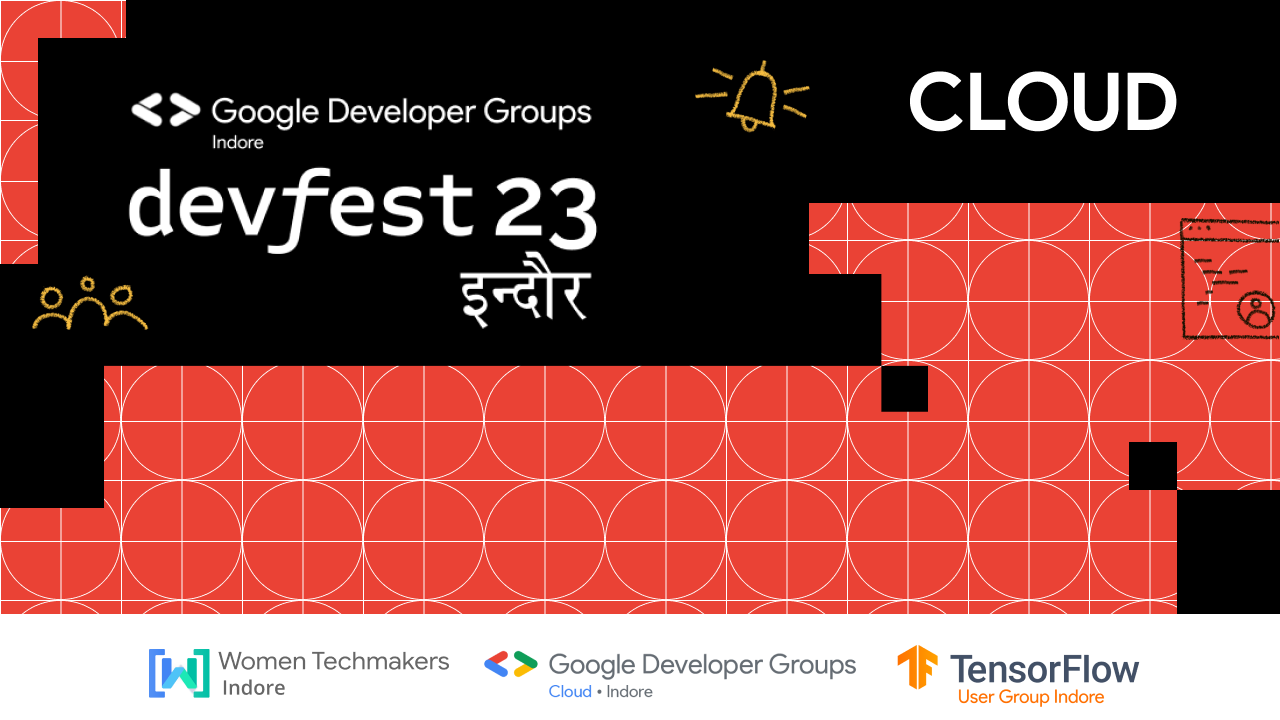 Google Developer Groups
Indore
devfest 23
इन्दौर
CLOUD
Women Techmakers
Indore
Google Developer Groups
Cloud • Indore
TensorFlow
User Group Indore